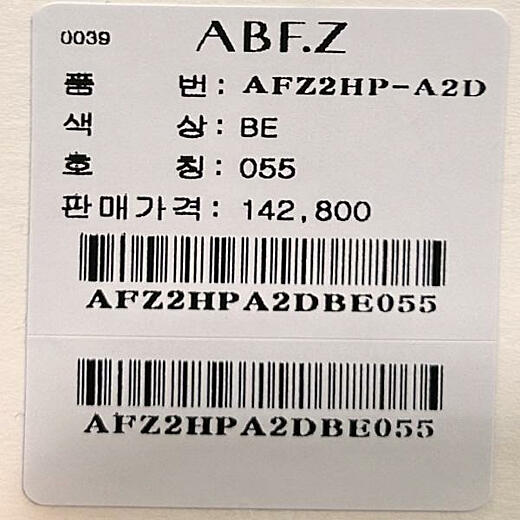 0039 ABF.Z
품 번: AFZ2HP-A2D
색 상: BE
호 칭: 055
판매가격: 142,800
AFZ2HPA2DBE055
AFZ2HPA2DBE055